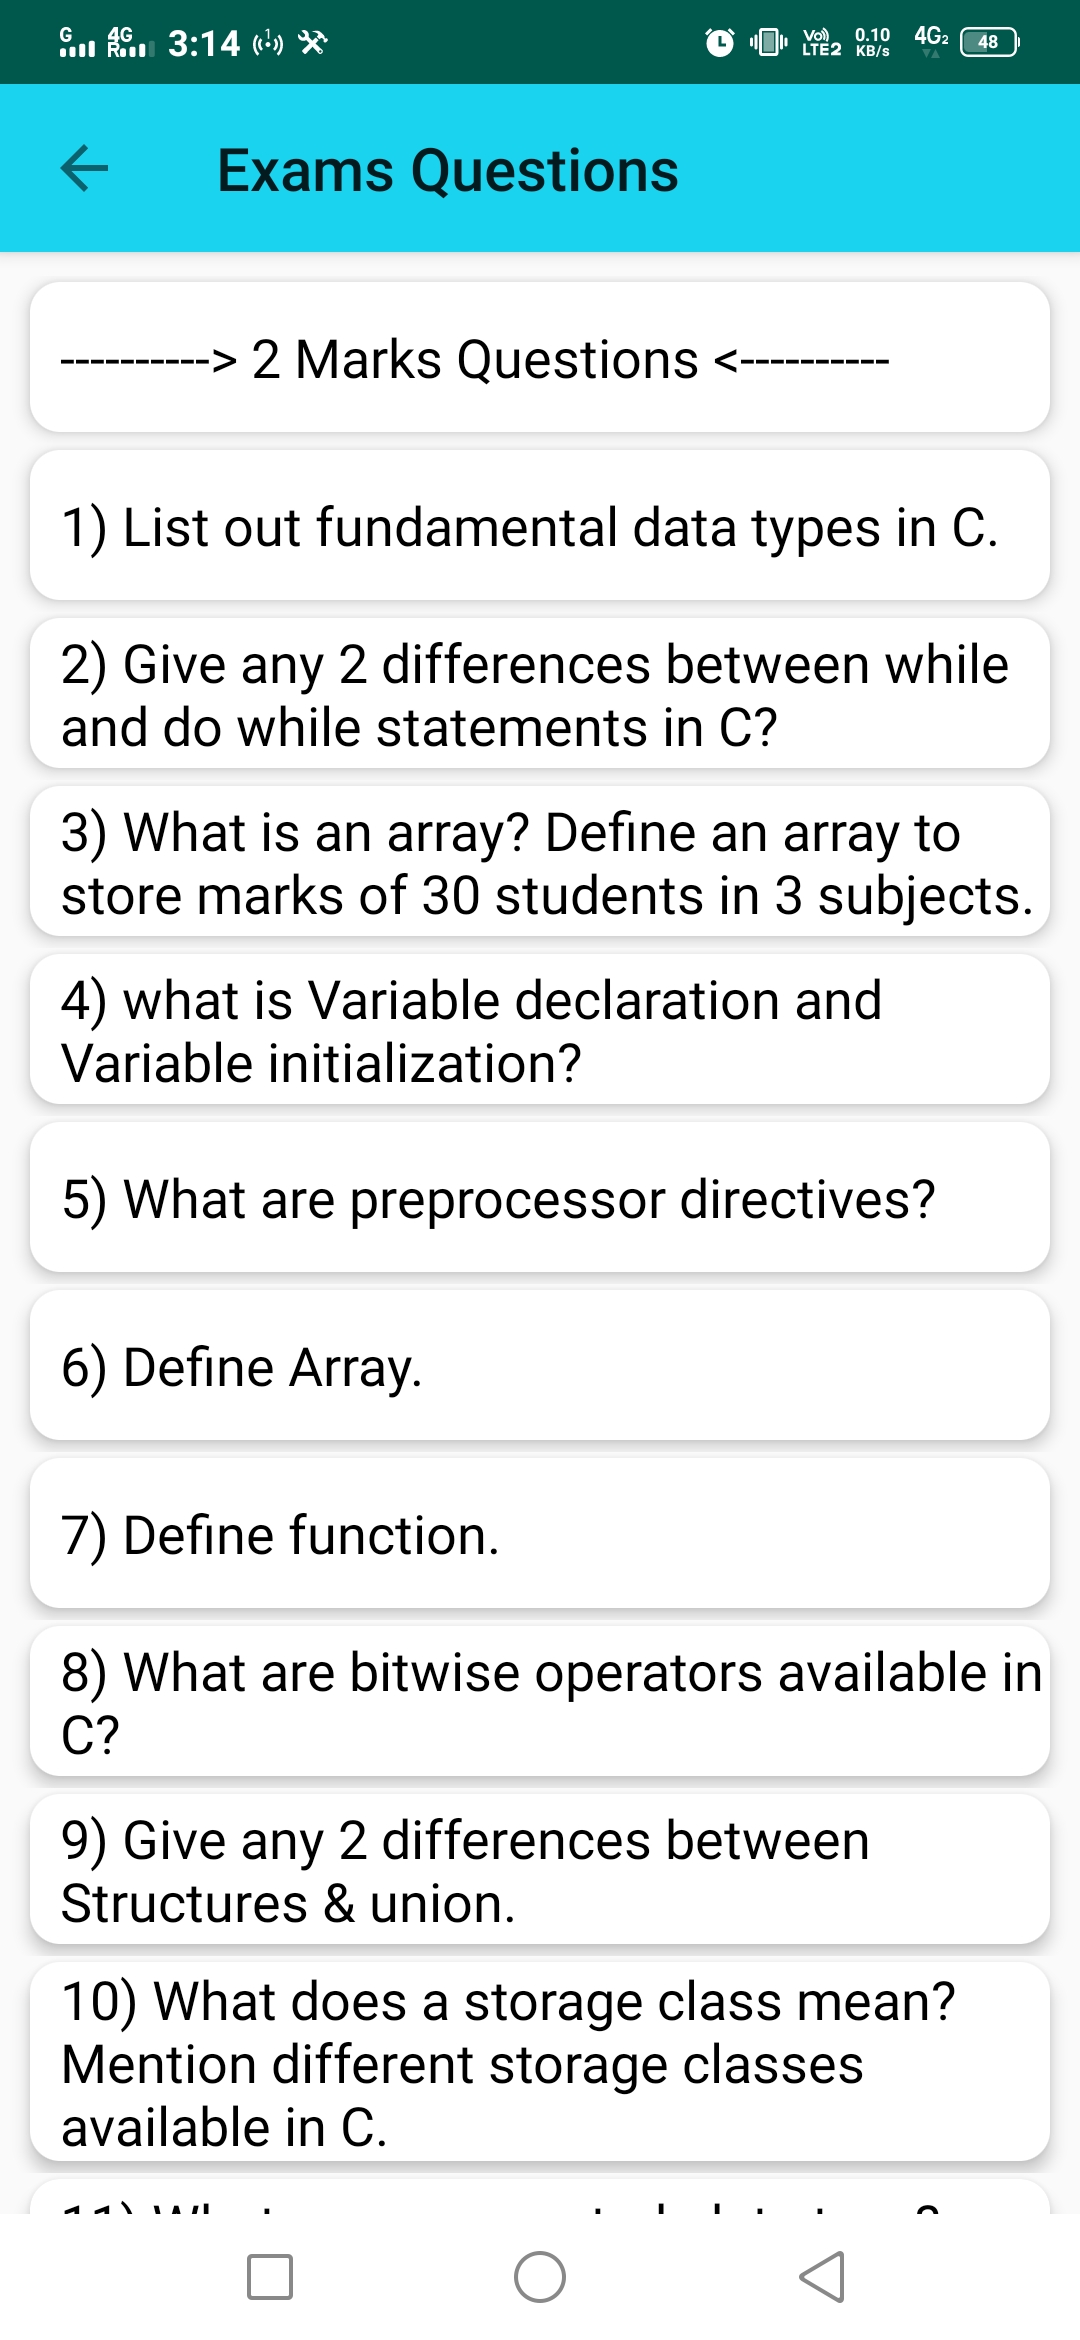 G 4G R 3:14 1 Vo) LTE2 0.10 KB/s 4G2 48
Exams Questions
----------> 2 Marks Questions <----------
1) List out fundamental data types in C.
2) Give any 2 differences between while
and do while statements in C?
3) What is an array? Define an array to
store marks of 30 students in 3 subjects.
4) what is Variable declaration and
Variable initialization?
5) What are preprocessor directives?
6) Define Array.
7) Define function.
8) What are bitwise operators available in
C?
9) Give any 2 differences between
Structures & union.
10) What does a storage class mean?
Mention different storage classes
available in C.